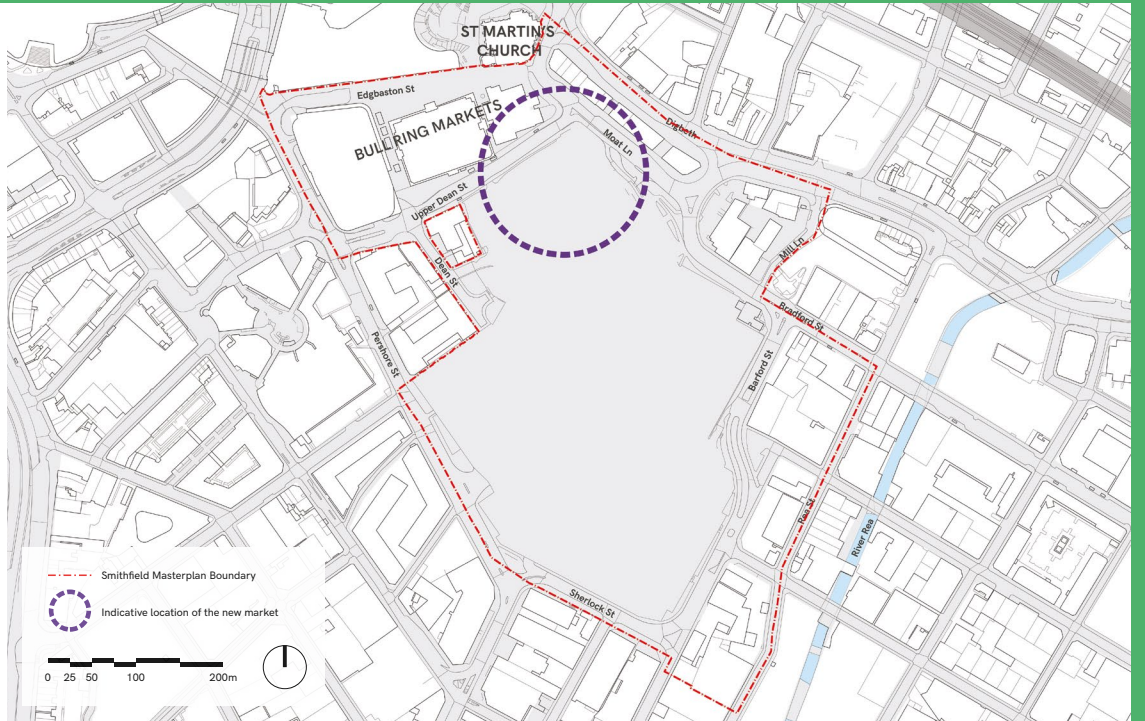 ST MARTIN'S
CHURCH
Edgbaston St
BULL RING MARKETS
Digbeth
Moat Ln
Upper Dean St
Mill Ln
Dean St
Bradford St
Pershore St
Barford St
Rea St
River Rea
Sherlock St
Smithfield Masterplan Boundary
Indicative location of the new market
0 25 50 100 200m